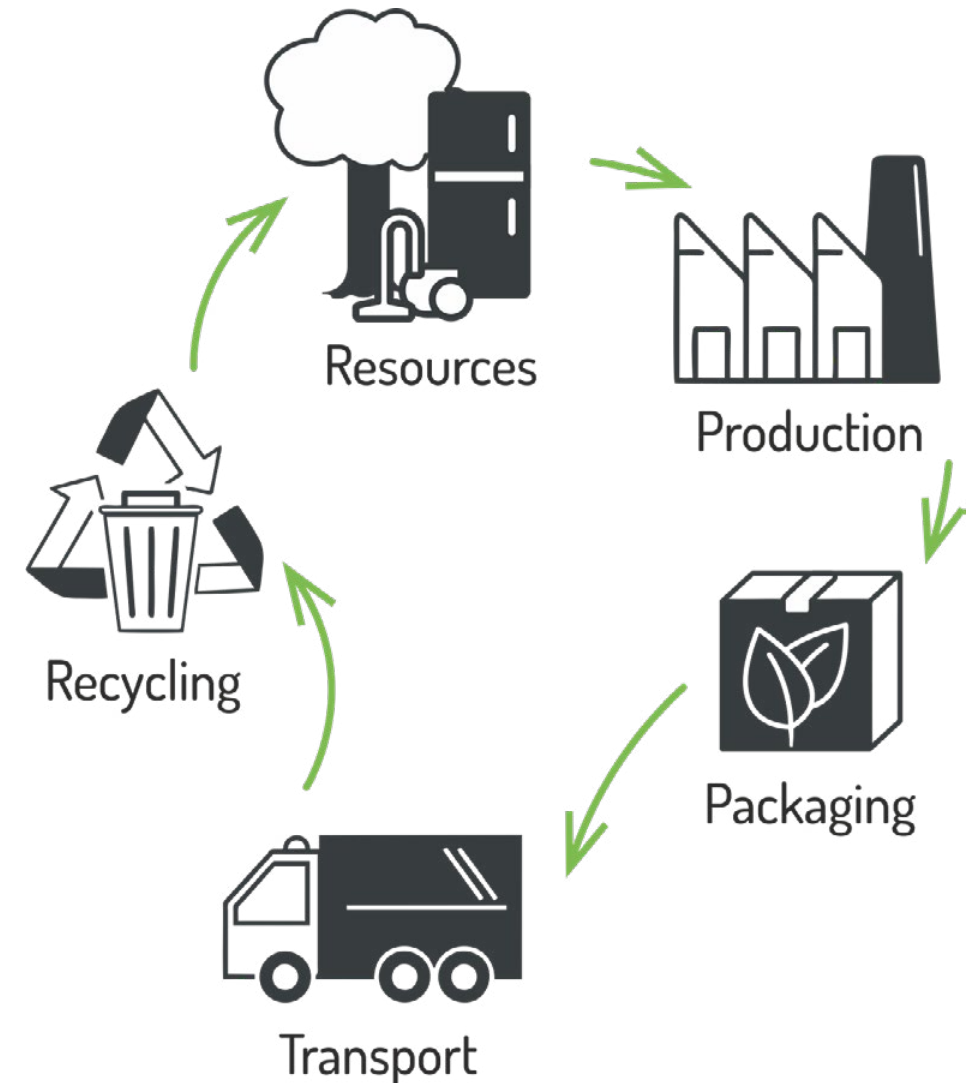 Resources
Production
Packaging
Transport
Recycling